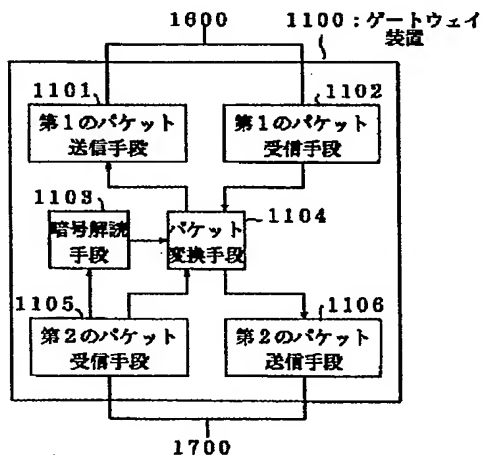 1600
1100：ゲートウェイ
装置
1101
1102
第1のパケット
送信手段
第1のパケット
受信手段
1103
1104
暗号解読
手段
パケット
変換手段
1105
1106
第2のパケット
受信手段
第2のパケット
送信手段
1700